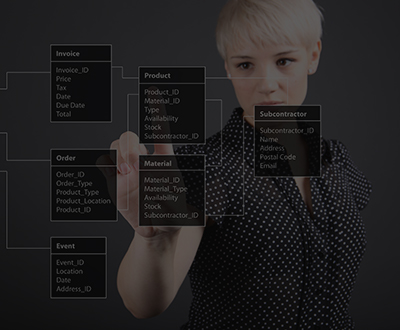 Invoice
Invoice_ID
Price
Tax
Date
Due Date
Total
Product
Product_ID
Material_ID
Type
Availability
Stock
Subcontractor_ID
Subcontractor
Subcontractor_ID
Name
Address
Postal Code
Email
Order
Order_ID
Order_Type
Product_Type
Product_Location
Product_ID
Material
Material_ID
Material_Type
Availability
Stock
Subcontractor_ID
Event
Event_ID
Location
Date
Address_ID